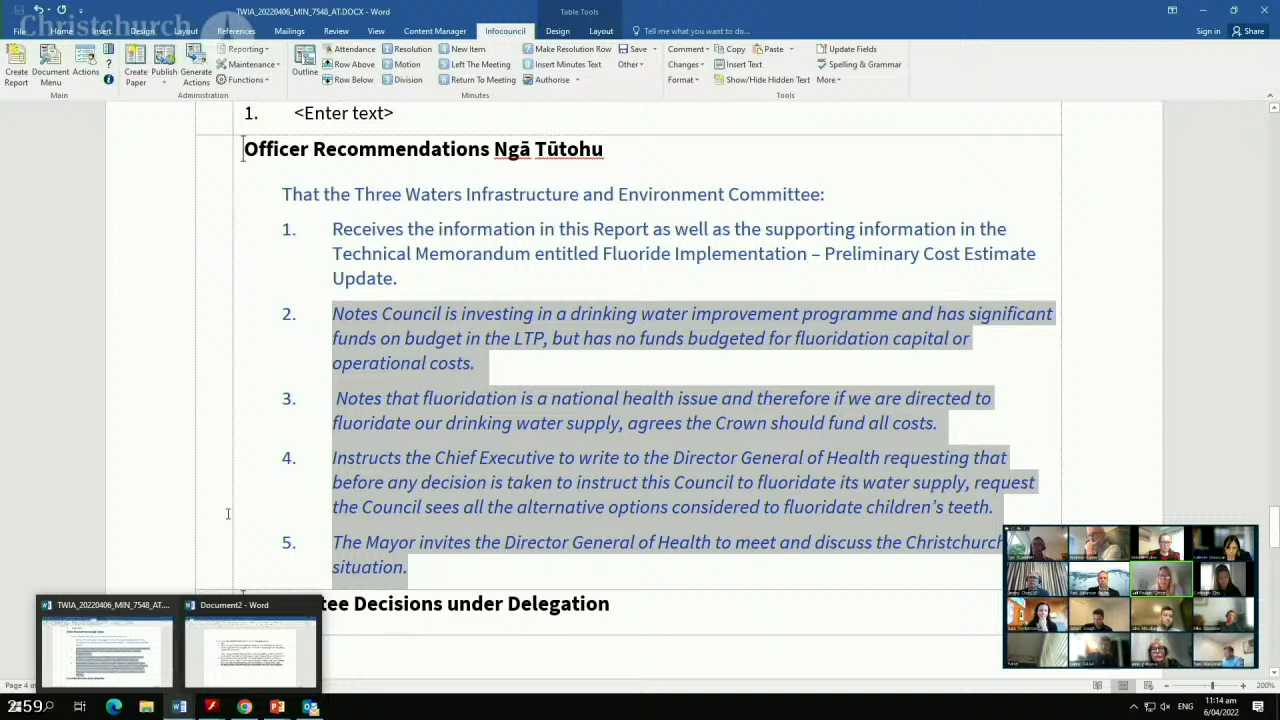 Christchurch
TWIA_20220406_MIN_7548_AT.DOCX - Word
Table Tools
File Home Insert Design Layout References Mailings Review View Content Manager Infocouncil Design Layout Tell me what you want to do... Sign in Share
Create Menu
Document Menu
Actions
Create Paper
Publish
Generate Actions
Reporting
Maintenance
Functions
Outline
Attendance
Row Above
Row Below
Resolution
Motion
Division
New Item
Left The Meeting
Return To Meeting
Make Resolution Row
Insert Minutes Text
Authorise
Save
Other
Comment
Changes
Format
Copy
Paste
Insert Text
Show/Hide Hidden Text
Update Fields
Spelling & Grammar
More
Main Administration Minutes Tools
1. <Enter text>
Officer Recommendations Ngā Tūtohu
That the Three Waters Infrastructure and Environment Committee:
1. Receives the information in this Report as well as the supporting information in the
Technical Memorandum entitled Fluoride Implementation – Preliminary Cost Estimate
Update.
2. Notes Council is investing in a drinking water improvement programme and has significant
funds on budget in the LTP, but has no funds budgeted for fluoridation capital or
operational costs.
3. Notes that fluoridation is a national health issue and therefore if we are directed to
fluoridate our drinking water supply, agrees the Crown should fund all costs.
4. Instructs the Chief Executive to write to the Director General of Health requesting that
before any decision is taken to instruct this Council to fluoridate its water supply, request
the Council sees all the alternative options considered to fluoridate children's teeth.
5. The Mayor invites the Director General of Health to meet and discuss the Christchurch
situation.
tee Decisions under Delegation
TWIA_20220406_MIN_7548_AT....
Document2 - Word
Page 4
200%
2:59
ENG
11:14 am
6/04/2022